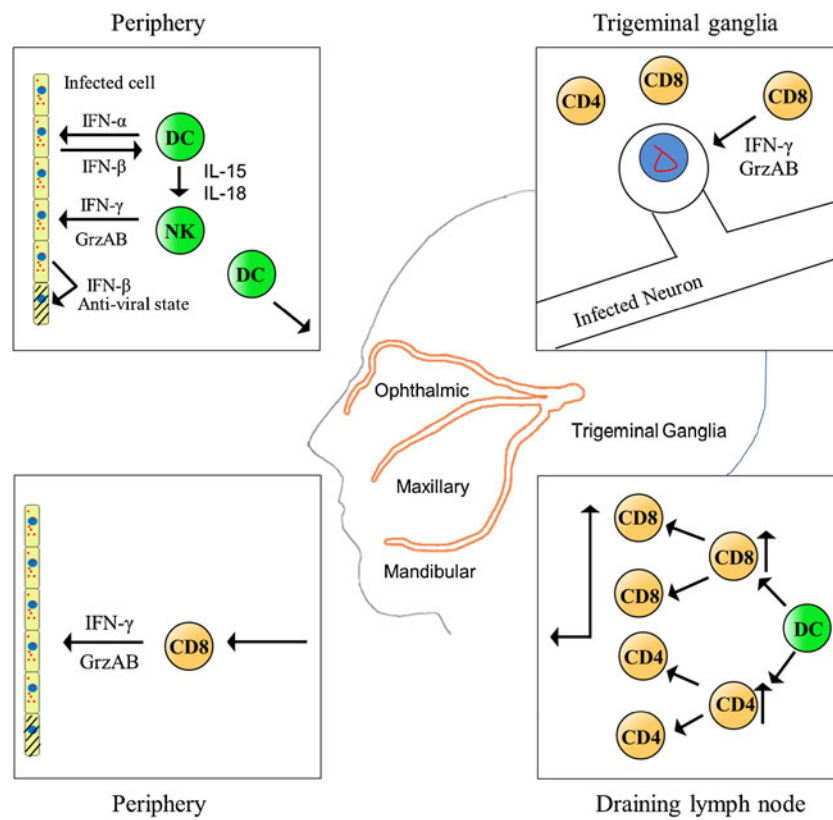 Periphery
Infected cell
IFN-α
DC
IFN-β
IL-15
IL-18
IFN-γ
NK
GrzAB
DC
IFN-β
Anti-viral state
Trigeminal ganglia
CD8
CD4
CD8
IFN-γ
GrzAB
Infected Neuron
Ophthalmic
Trigeminal Ganglia
Maxillary
Mandibular
IFN-γ
CD8
GrzAB
Periphery
CD8
CD8
CD8
DC
CD4
CD4
CD4
Draining lymph node